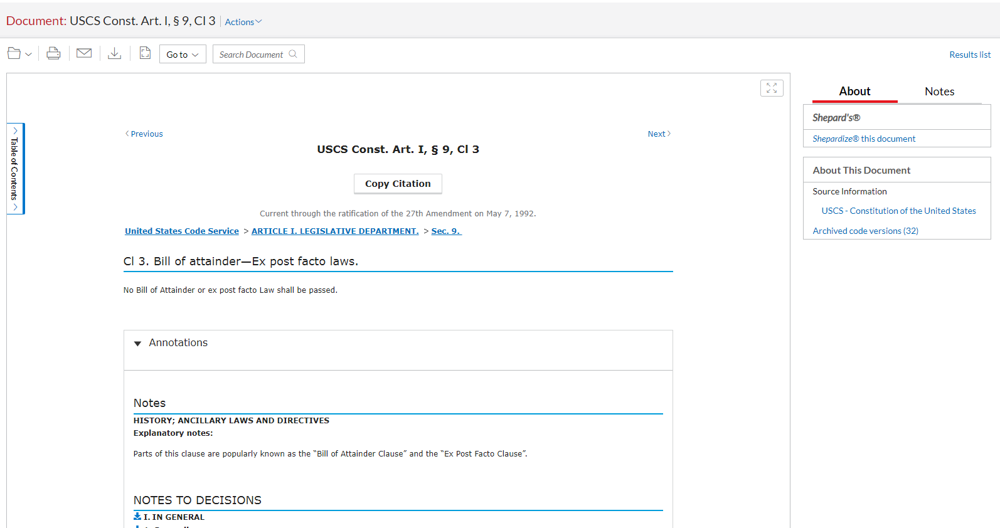 Document: USCS Const. Art. I, § 9, Cl 3 Actions
Go to
Search Document
Results list
About
Notes
Shepard's®
Shepardize® this document
About This Document
Source Information
USCS - Constitution of the United States
Archived code versions (32)
Table of Contents
Previous
Next
USCS Const. Art. I, § 9, Cl 3
Copy Citation
Current through the ratification of the 27th Amendment on May 7, 1992.
United States Code Service > ARTICLE I. LEGISLATIVE DEPARTMENT. > Sec. 9.
Cl 3. Bill of attainder—Ex post facto laws.
No Bill of Attainder or ex post facto Law shall be passed.
Annotations
Notes
HISTORY; ANCILLARY LAWS AND DIRECTIVES
Explanatory notes:
Parts of this clause are popularly known as the “Bill of Attainder Clause” and the “Ex Post Facto Clause”.
NOTES TO DECISIONS
I. IN GENERAL